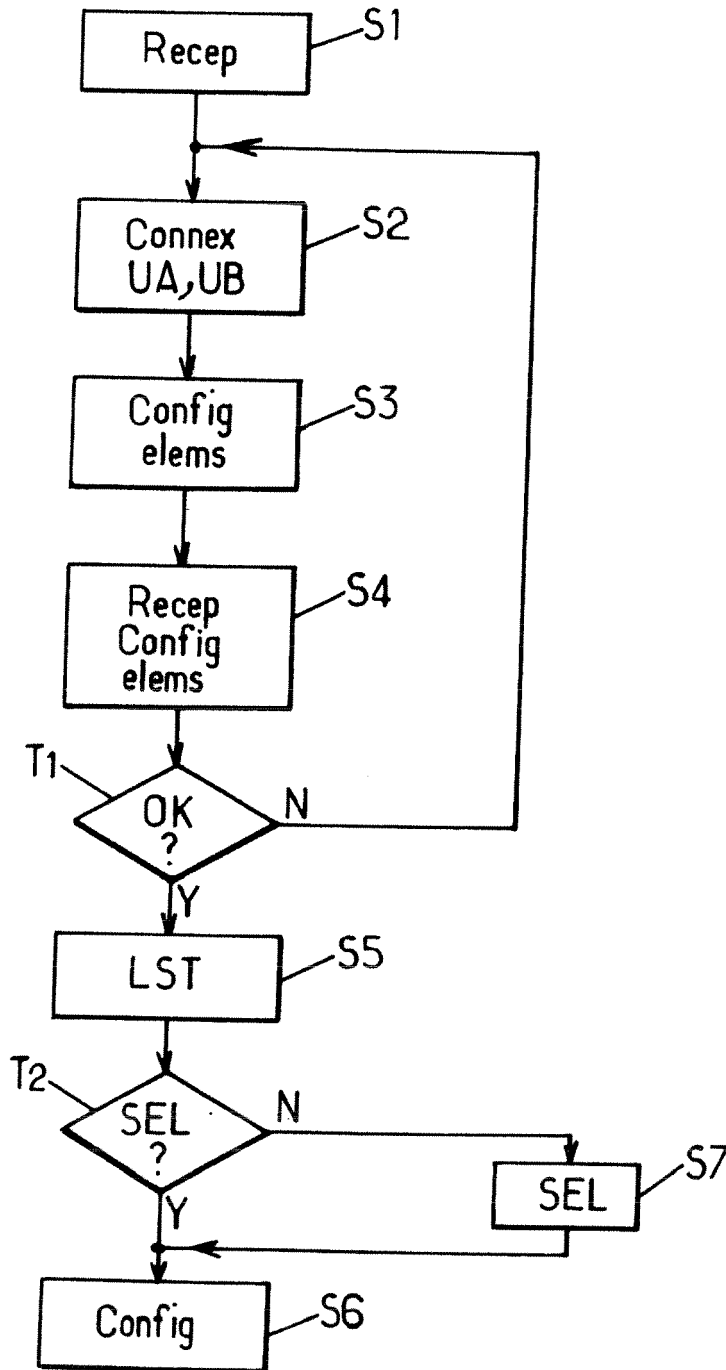 Recep
S1
Connex
UA,UB
S2
Config
elems
S3
Recep
Config
elems
S4
T1
OK
?
N
Y
LST
S5
T2
SEL
?
N
Y
SEL
S7
Config
S6